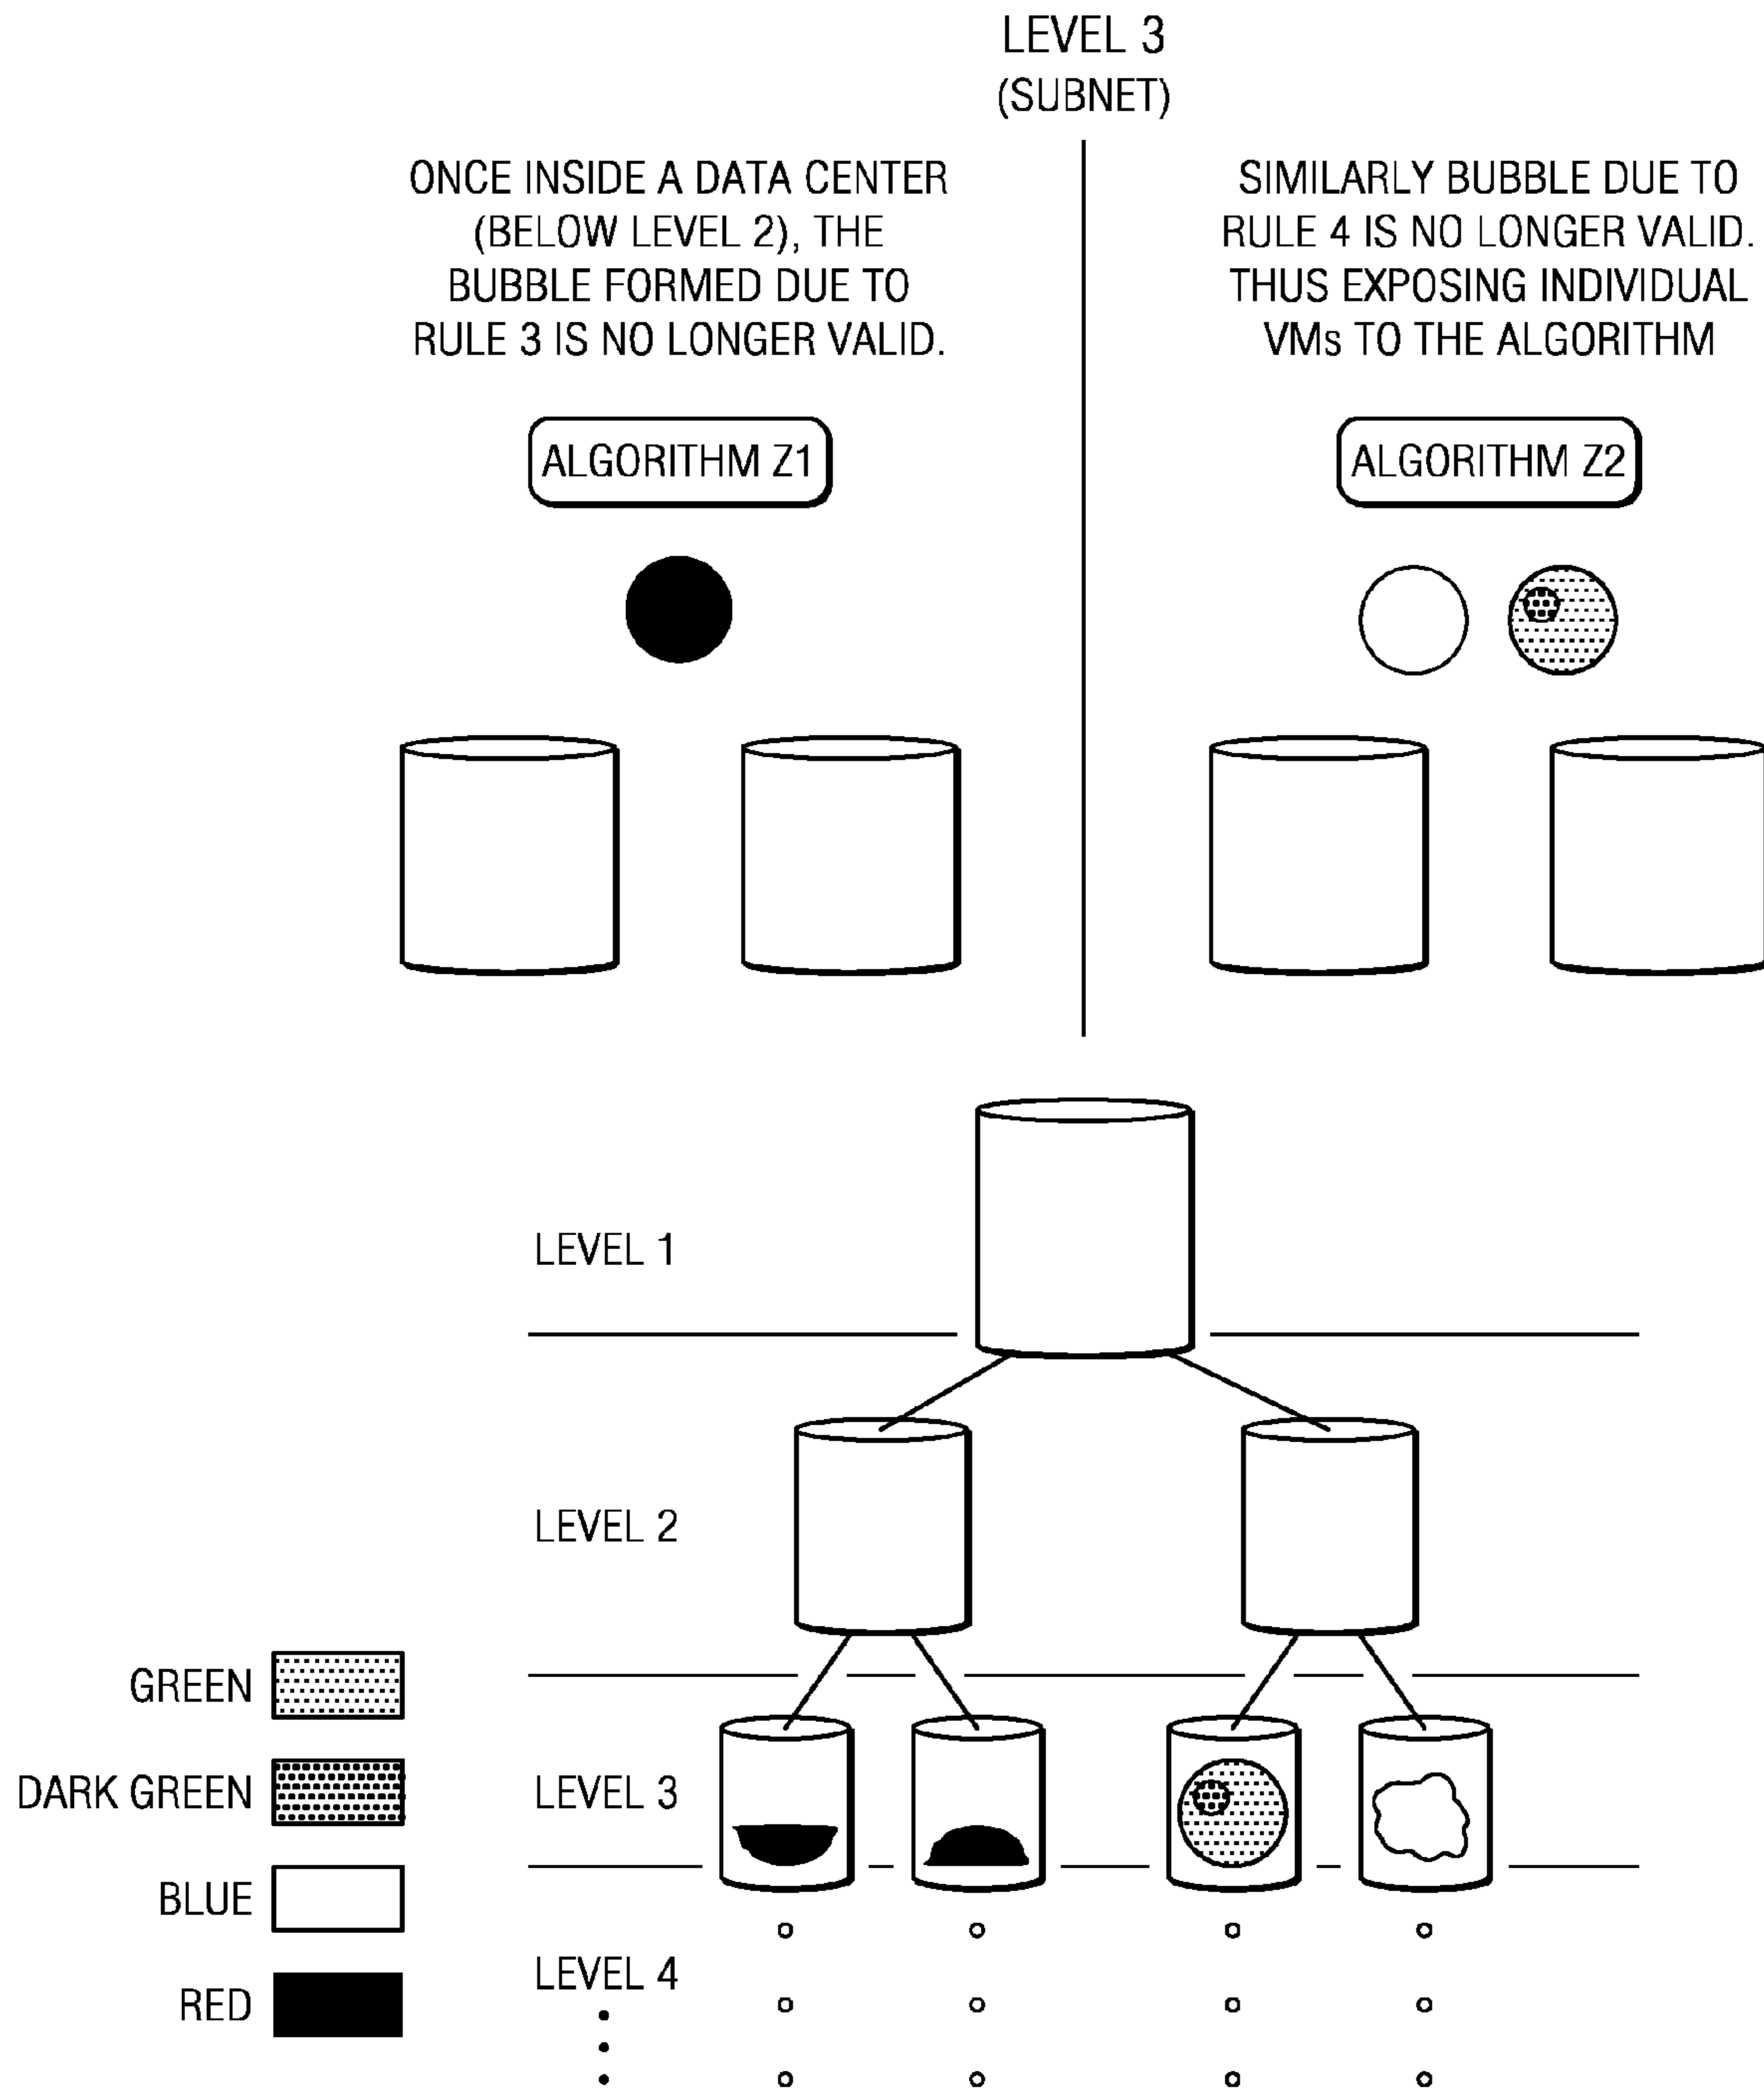 LEVEL 3
(SUBNET)
ONCE INSIDE A DATA CENTER
(BELOW LEVEL 2), THE
BUBBLE FORMED DUE TO
RULE 3 IS NO LONGER VALID.
SIMILARLY BUBBLE DUE TO
RULE 4 IS NO LONGER VALID.
THUS EXPOSING INDIVIDUAL
VMs TO THE ALGORITHM
ALGORITHM Z1
ALGORITHM Z2
LEVEL 1
LEVEL 2
LEVEL 3
LEVEL 4
GREEN
DARK GREEN
BLUE
RED